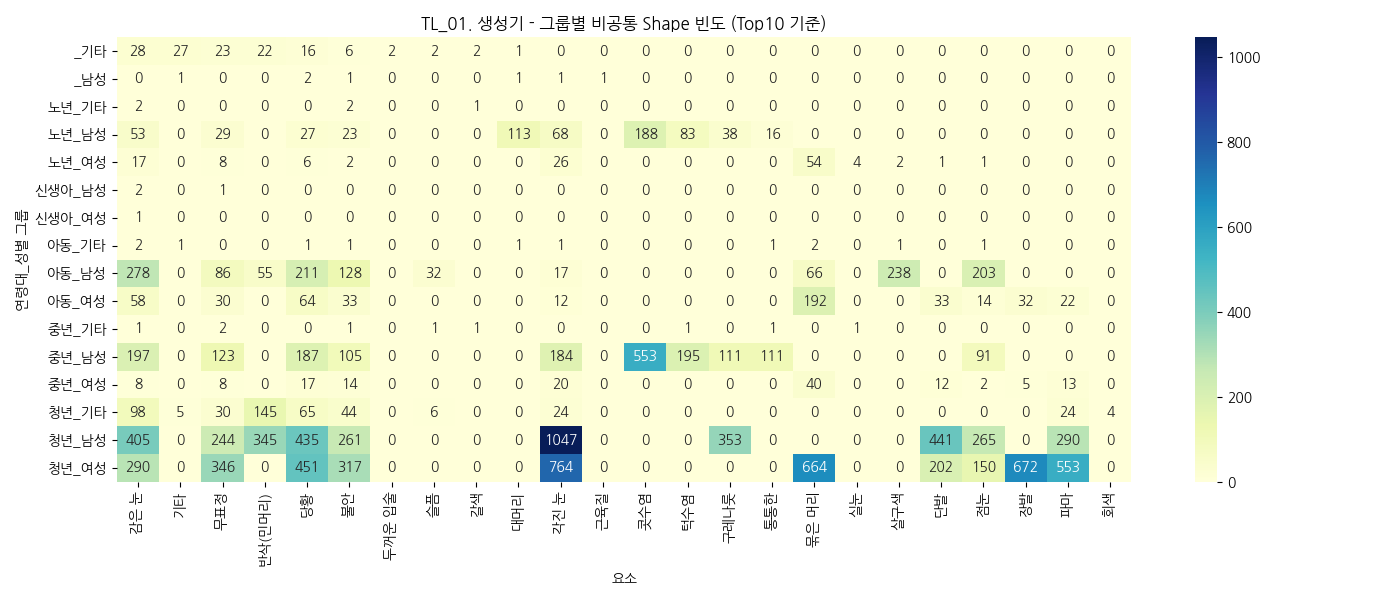 TL_01. 생성기 - 그룹별 비공통 Shape 빈도 (Top10 기준)
연령대_성별 그룹
_기타 28 27 23 22 16 6 2 2 2 1 0 0 0 0 0 0 0 0 0 0 0 0 0
_남성 0 1 0 0 2 1 0 0 0 1 1 1 0 0 0 0 0 0 0 0 0 0 0
노년_기타 2 0 0 0 0 2 0 0 1 0 0 0 0 0 0 0 0 0 0 0 0 0 0
노년_남성 53 0 29 0 27 23 0 0 0 113 68 0 188 83 38 16 0 0 0 0 0 0 0
노년_여성 17 0 8 0 6 2 0 0 0 0 26 0 0 0 0 0 54 4 2 1 1 0 0 0
신생아_남성 2 0 1 0 0 0 0 0 0 0 0 0 0 0 0 0 0 0 0 0 0 0 0 0
신생아_여성 1 0 0 0 0 0 0 0 0 0 0 0 0 0 0 0 0 0 0 0 0 0 0 0
아동_기타 2 1 0 0 1 1 0 0 0 1 1 0 0 0 0 1 2 0 1 0 1 0 0 0
아동_남성 278 0 86 55 211 128 0 32 0 0 17 0 0 0 0 0 66 0 238 0 203 0 0 0
아동_여성 58 0 30 0 64 33 0 0 0 0 12 0 0 0 0 0 192 0 0 33 14 32 22 0
중년_기타 1 0 2 0 0 1 0 1 1 0 0 0 0 1 0 1 0 1 0 0 0 0 0 0
중년_남성 197 0 123 0 187 105 0 0 0 0 184 0 553 195 111 111 0 0 0 0 91 0 0 0
중년_여성 8 0 8 0 17 14 0 0 0 0 20 0 0 0 0 0 40 0 0 12 2 5 13 0
청년_기타 98 5 30 145 65 44 0 6 0 0 24 0 0 0 0 0 0 0 0 0 0 0 24 4
청년_남성 405 0 244 345 435 261 0 0 0 0 1047 0 0 0 353 0 0 0 0 441 265 0 290 0
청년_여성 290 0 346 0 451 317 0 0 0 0 764 0 0 0 0 0 664 0 0 202 150 672 553 0
감은 눈
기타
무표정
반삭(민머리)
당황
불안
두꺼운 입술
슬픔
갈색
대머리
각진 눈
근육질
콧수염
턱수염
구레나룻
통통한
묶은 머리
실눈
살구색
단발
점눈
장발
파마
회색
요소
1000
800
600
400
200
0